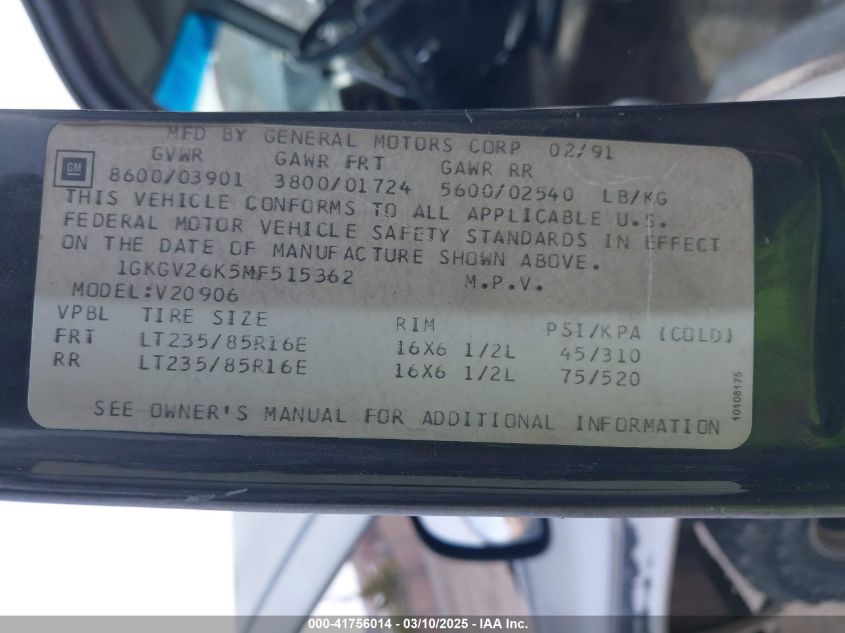 MFD BY GENERAL MOTORS CORP 02/91
GVWR GAWR FRT GAWR RR
GM 8600/03901 3800/01724 5600/02540 LB/KG
THIS VEHICLE CONFORMS TO ALL APPLICABLE U.S.
FEDERAL MOTOR VEHICLE SAFETY STANDARDS IN EFFECT
ON THE DATE OF MANUFACTURE SHOWN ABOVE.
1GKGV26K5MF515362 M.P.V.
MODEL:V20906
VPBL TIRE SIZE RIM PSI/KPA (COLD)
FRT LT235/85R16E 16X6 1/2L 45/310
RR LT235/85R16E 16X6 1/2L 75/520
SEE OWNER'S MANUAL FOR ADDITIONAL INFORMATION
10108175
000-41756014 — 03/10/2025 — IAA Inc.